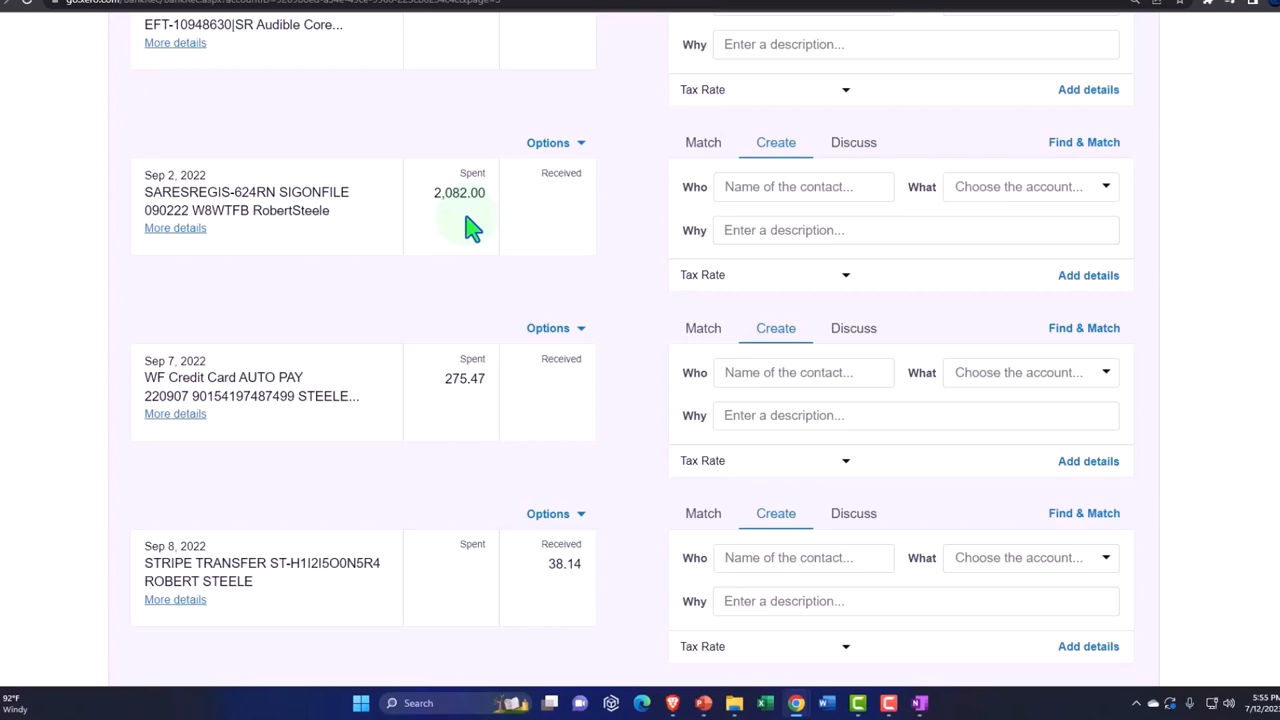 EFT-10948630|SR Audible Core...
More details
Why Enter a description...
Tax Rate Add details
Options
Match Create Discuss Find & Match
Sep 2, 2022
SARESREGIS-624RN SIGONFILE
090222 W8WTFB RobertSteele
More details
Spent
2,082.00
Received
Who Name of the contact... What Choose the account...
Why Enter a description...
Tax Rate Add details
Options
Match Create Discuss Find & Match
Sep 7, 2022
WF Credit Card AUTO PAY
220907 90154197487499 STEELE...
More details
Spent
275.47
Received
Who Name of the contact... What Choose the account...
Why Enter a description...
Tax Rate Add details
Options
Match Create Discuss Find & Match
Sep 8, 2022
STRIPE TRANSFER ST-H1I2I5O0N5R4
ROBERT STEELE
More details
Spent
Received
38.14
Who Name of the contact... What Choose the account...
Why Enter a description...
Tax Rate Add details
92°F
Windy
Search
5:55 PM